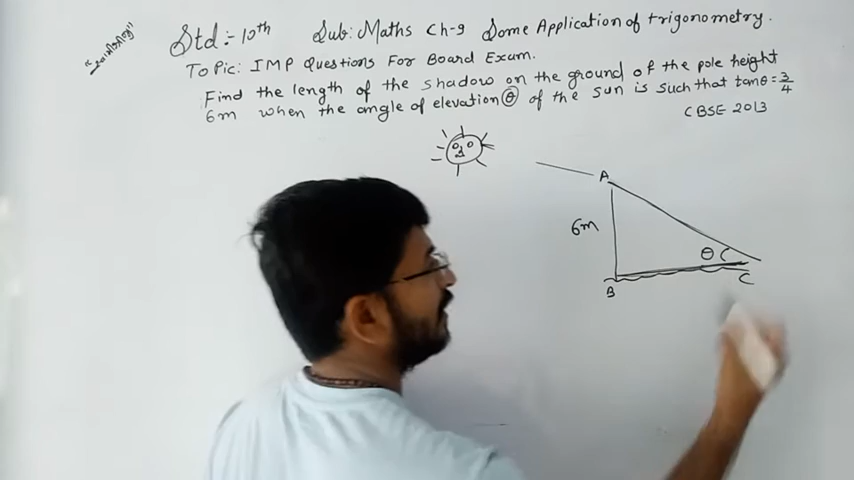 Std:- 10th Sub: Maths Ch-9 Some Application of trigonometry.
ToPic: IMP Questions For Board Exam.
Find the length of the shadow on the ground of the pole height
6m when the angle of elevation θ of the sun is such that tanθ = 3/4
CBSE 2013
A
6m
θ
B
C